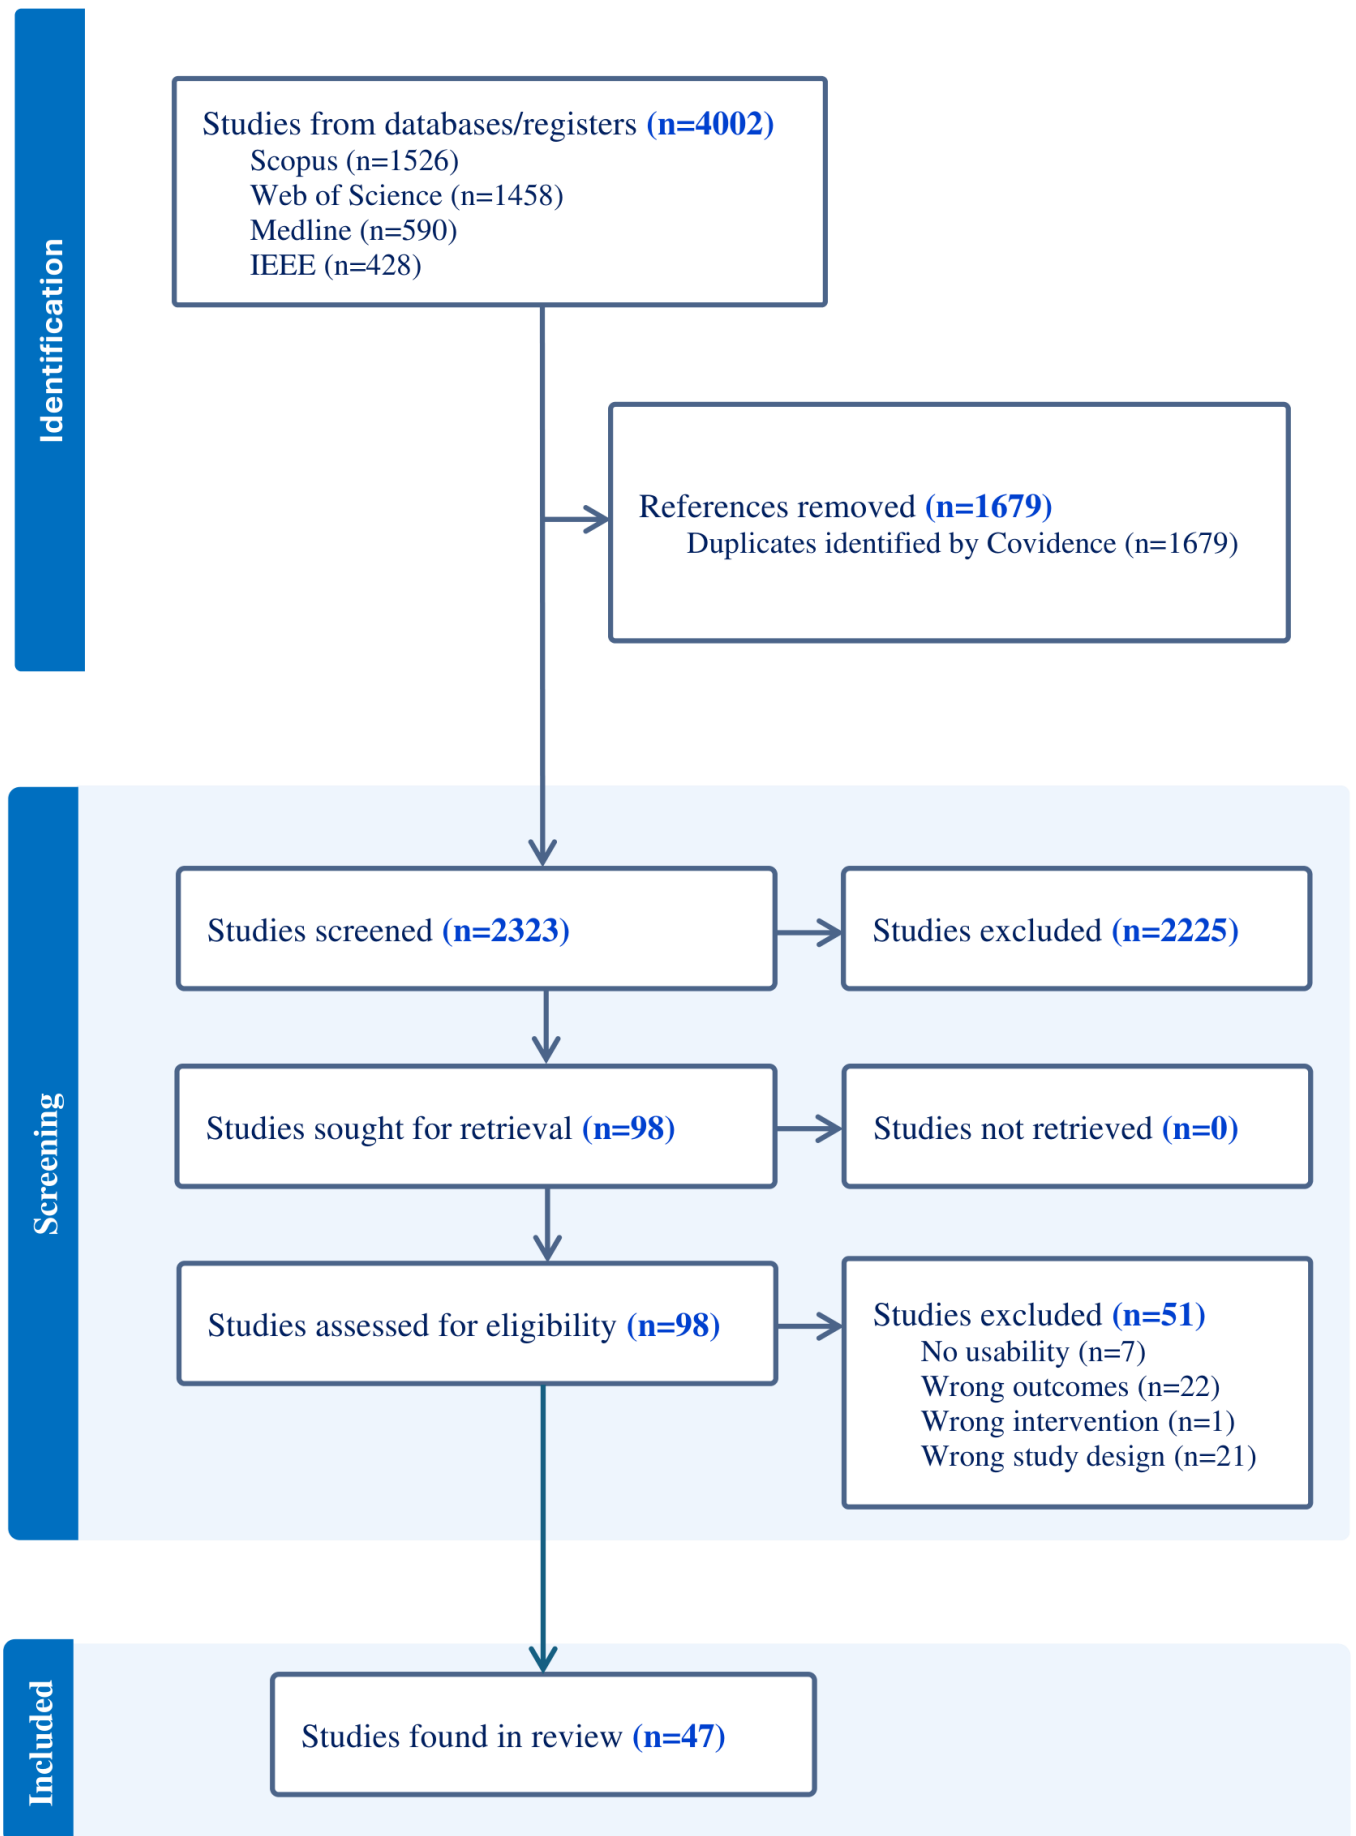 Identification
Studies from databases/registers (n=4002)
Scopus (n=1526)
Web of Science (n=1458)
Medline (n=590)
IEEE (n=428)
References removed (n=1679)
Duplicates identified by Covidence (n=1679)
Screening
Studies screened (n=2323)
Studies excluded (n=2225)
Studies sought for retrieval (n=98)
Studies not retrieved (n=0)
Studies assessed for eligibility (n=98)
Studies excluded (n=51)
No usability (n=7)
Wrong outcomes (n=22)
Wrong intervention (n=1)
Wrong study design (n=21)
Included
Studies found in review (n=47)